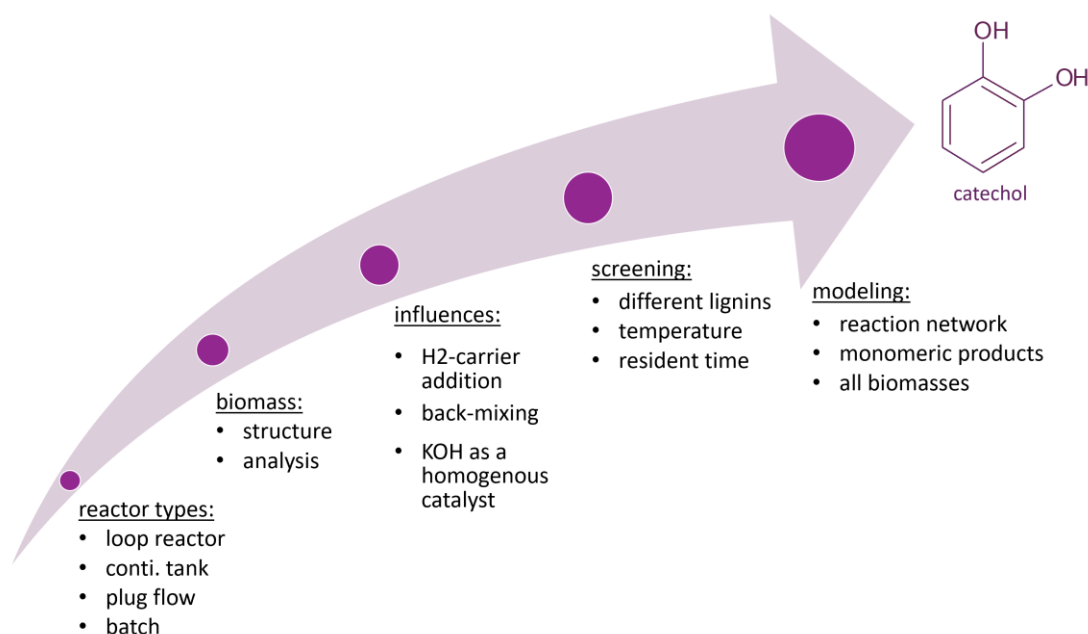 reactor types:
• loop reactor
• conti. tank
• plug flow
• batch
biomass:
• structure
• analysis
influences:
• H2-carrier
addition
• back-mixing
• KOH as a
homogenous
catalyst
screening:
• different lignins
• temperature
• resident time
modeling:
• reaction network
• monomeric products
• all biomasses
OH
OH
catechol